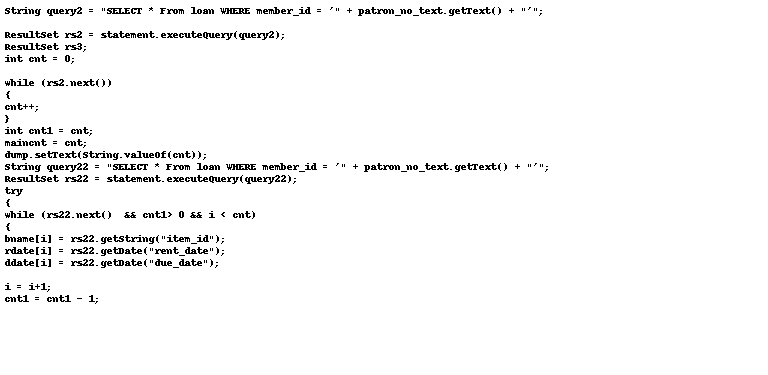 String query2 = "SELECT * From loan WHERE member_id = '" + patron_no_text.getText() + "'";
ResultSet rs2 = statement.executeQuery(query2);
ResultSet rs3;
int cnt = 0;
while (rs2.next())
{
cnt++;
}
int cnt1 = cnt;
maincnt = cnt;
dump.setText(String.valueOf(cnt));
String query22 = "SELECT * From loan WHERE member_id = '" + patron_no_text.getText() + "'";
ResultSet rs22 = statement.executeQuery(query22);
try
{
while (rs22.next()  && cnt1> 0 && i < cnt)
{
bname[i] = rs22.getString("item_id");
rdate[i] = rs22.getDate("rent_date");
ddate[i] = rs22.getDate("due_date");
i = i+1;
cnt1 = cnt1 - 1;